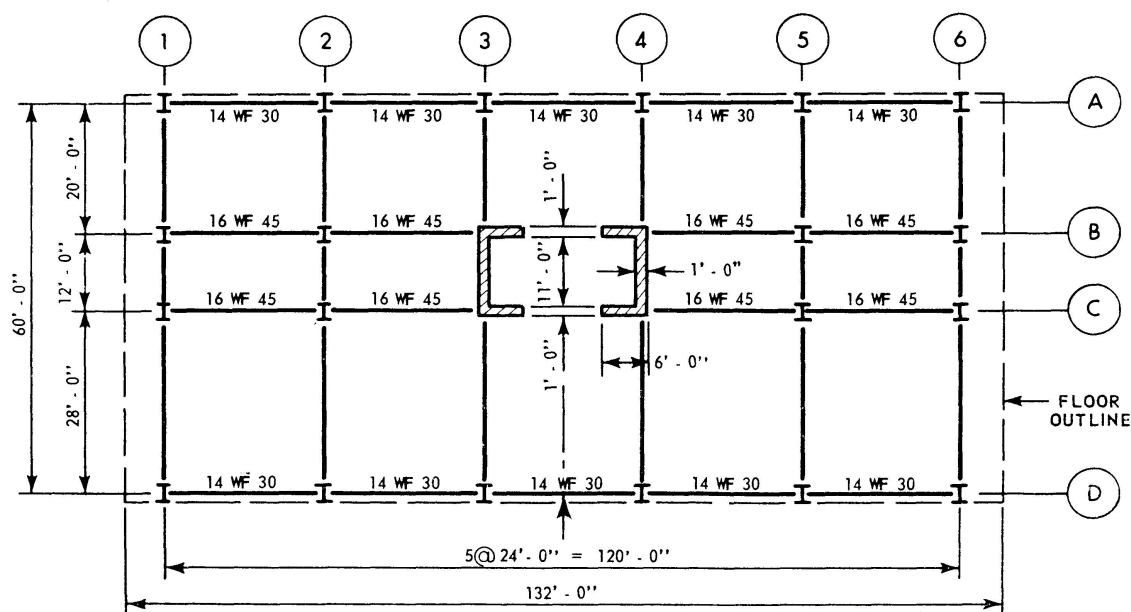 1 2 3 4 5 6
A
14 WF 30 14 WF 30 14 WF 30 14 WF 30 14 WF 30
20' - 0''
1' - 0''
16 WF 45 16 WF 45 16 WF 45 16 WF 45
B
60' - 0''
12' - 0''
11' - 0''
1' - 0''
16 WF 45 16 WF 45 16 WF 45 16 WF 45
C
1' - 0''
6' - 0''
28' - 0''
FLOOR
OUTLINE
14 WF 30 14 WF 30 14 WF 30 14 WF 30 14 WF 30
D
5@ 24' - 0'' = 120' - 0''
132' - 0''